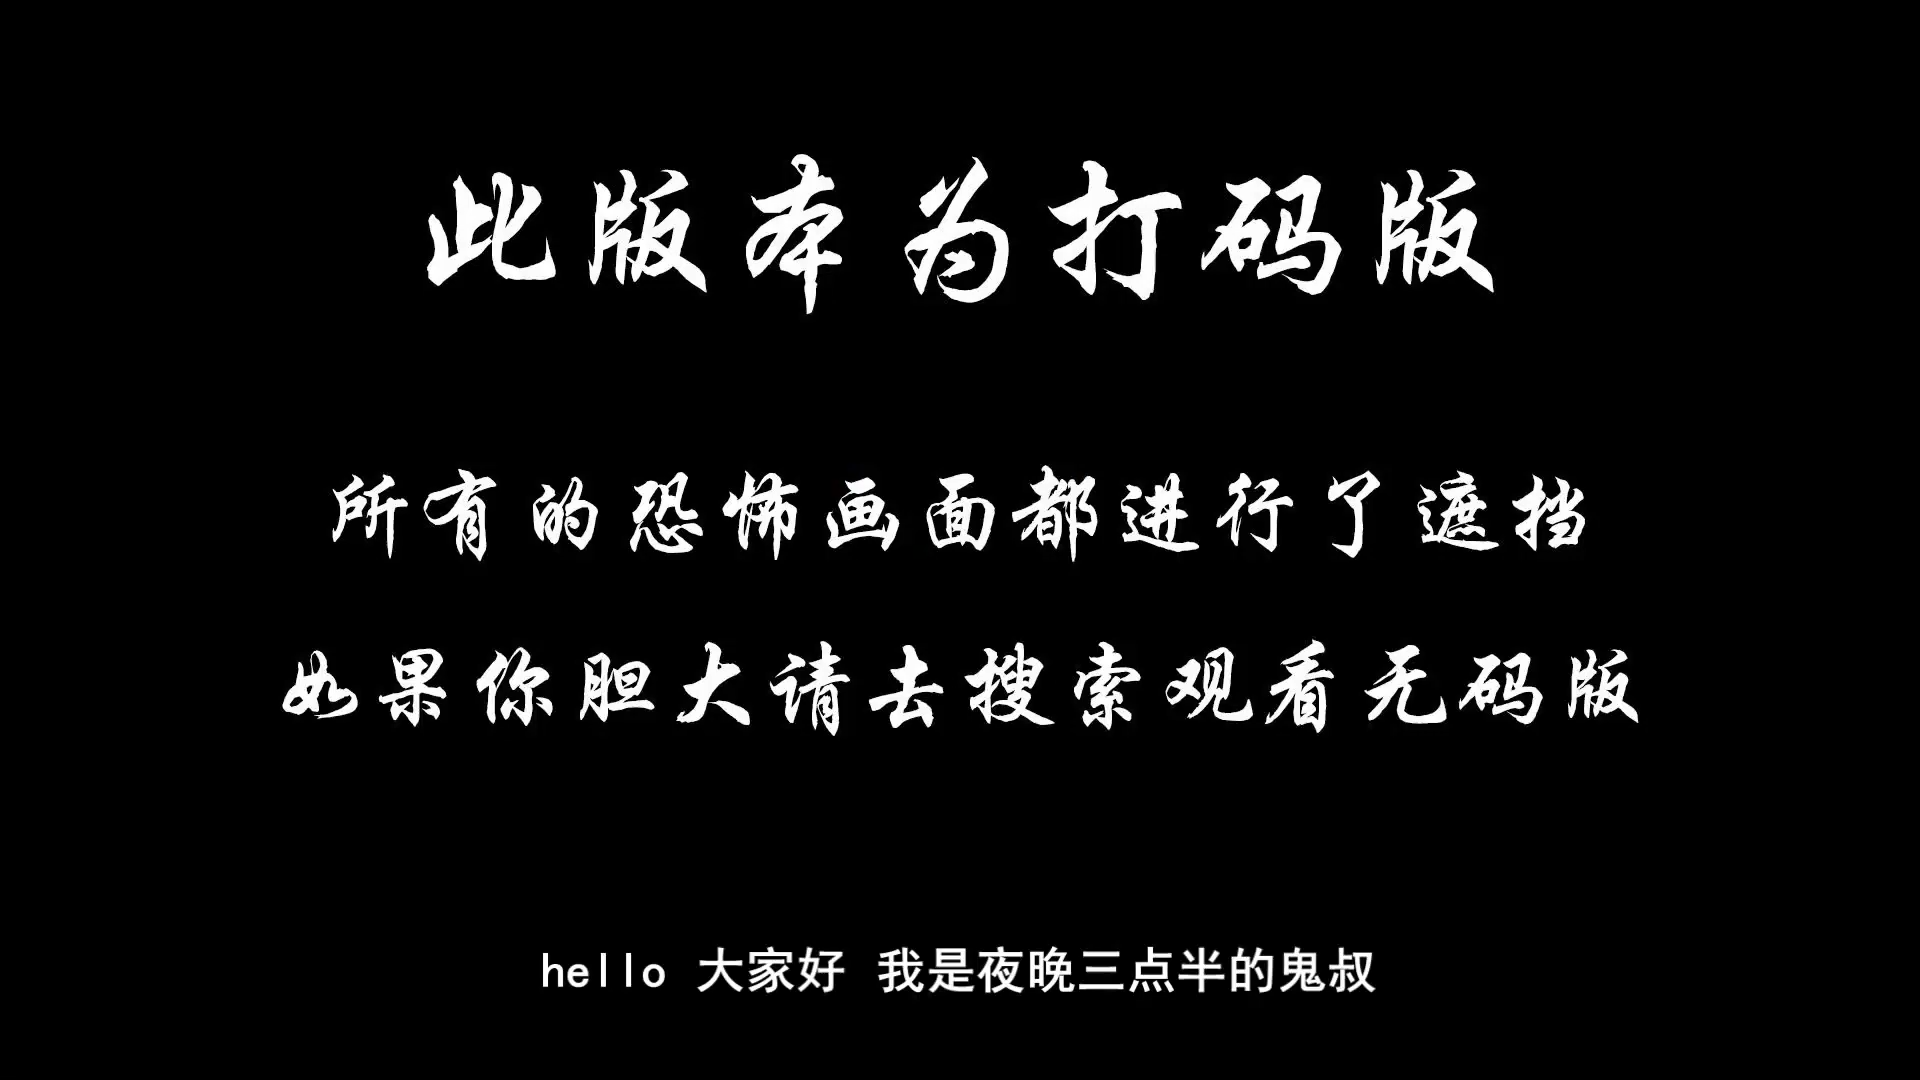 此版本为打码版
所有的恐怖画面都进行了遮挡
如果你胆大请去搜索观看无码版
hello 大家好 我是夜晚三点半的鬼叔